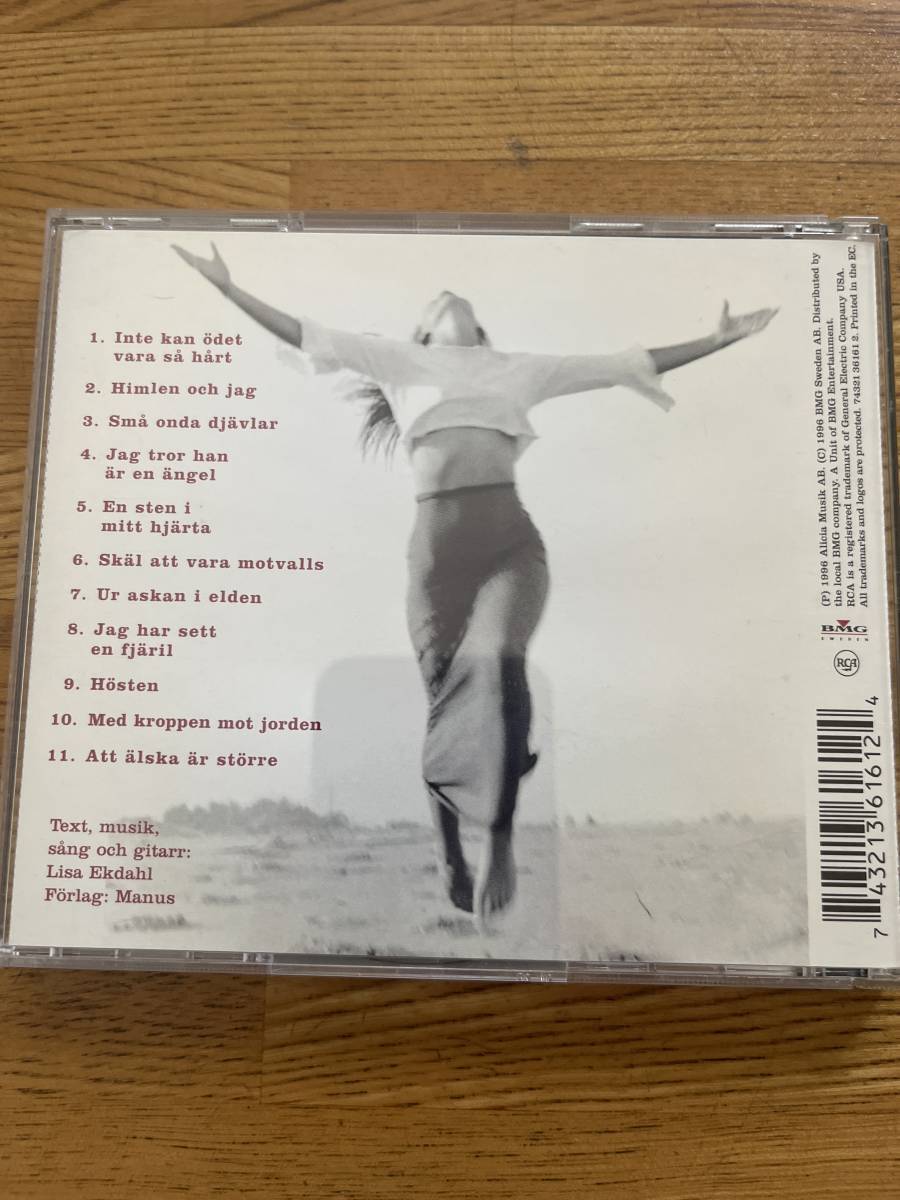 1. Inte kan ödet
vara så hårt
2. Himlen och jag
3. Små onda djävlar
4. Jag tror han
är en ängel
5. En sten i
mitt hjärta
6. Skäl att vara motvalls
7. Ur askan i elden
8. Jag har sett
en fjäril
9. Hösten
10. Med kroppen mot jorden
11. Att älska är större
Text, musik,
sång och gitarr:
Lisa Ekdahl
Förlag: Manus
(P) 1996 Alicia Musik AB. (C) 1996 BMG Sweden AB. Distributed by
the local BMG company. A Unit of BMG Entertainment.
RCA is a registered trademark of General Electric Company USA.
All trademarks and logos are protected. 74321 36161 2. Printed in the EC.
BMG
SWEDEN
RCA
7 43213 61612 4